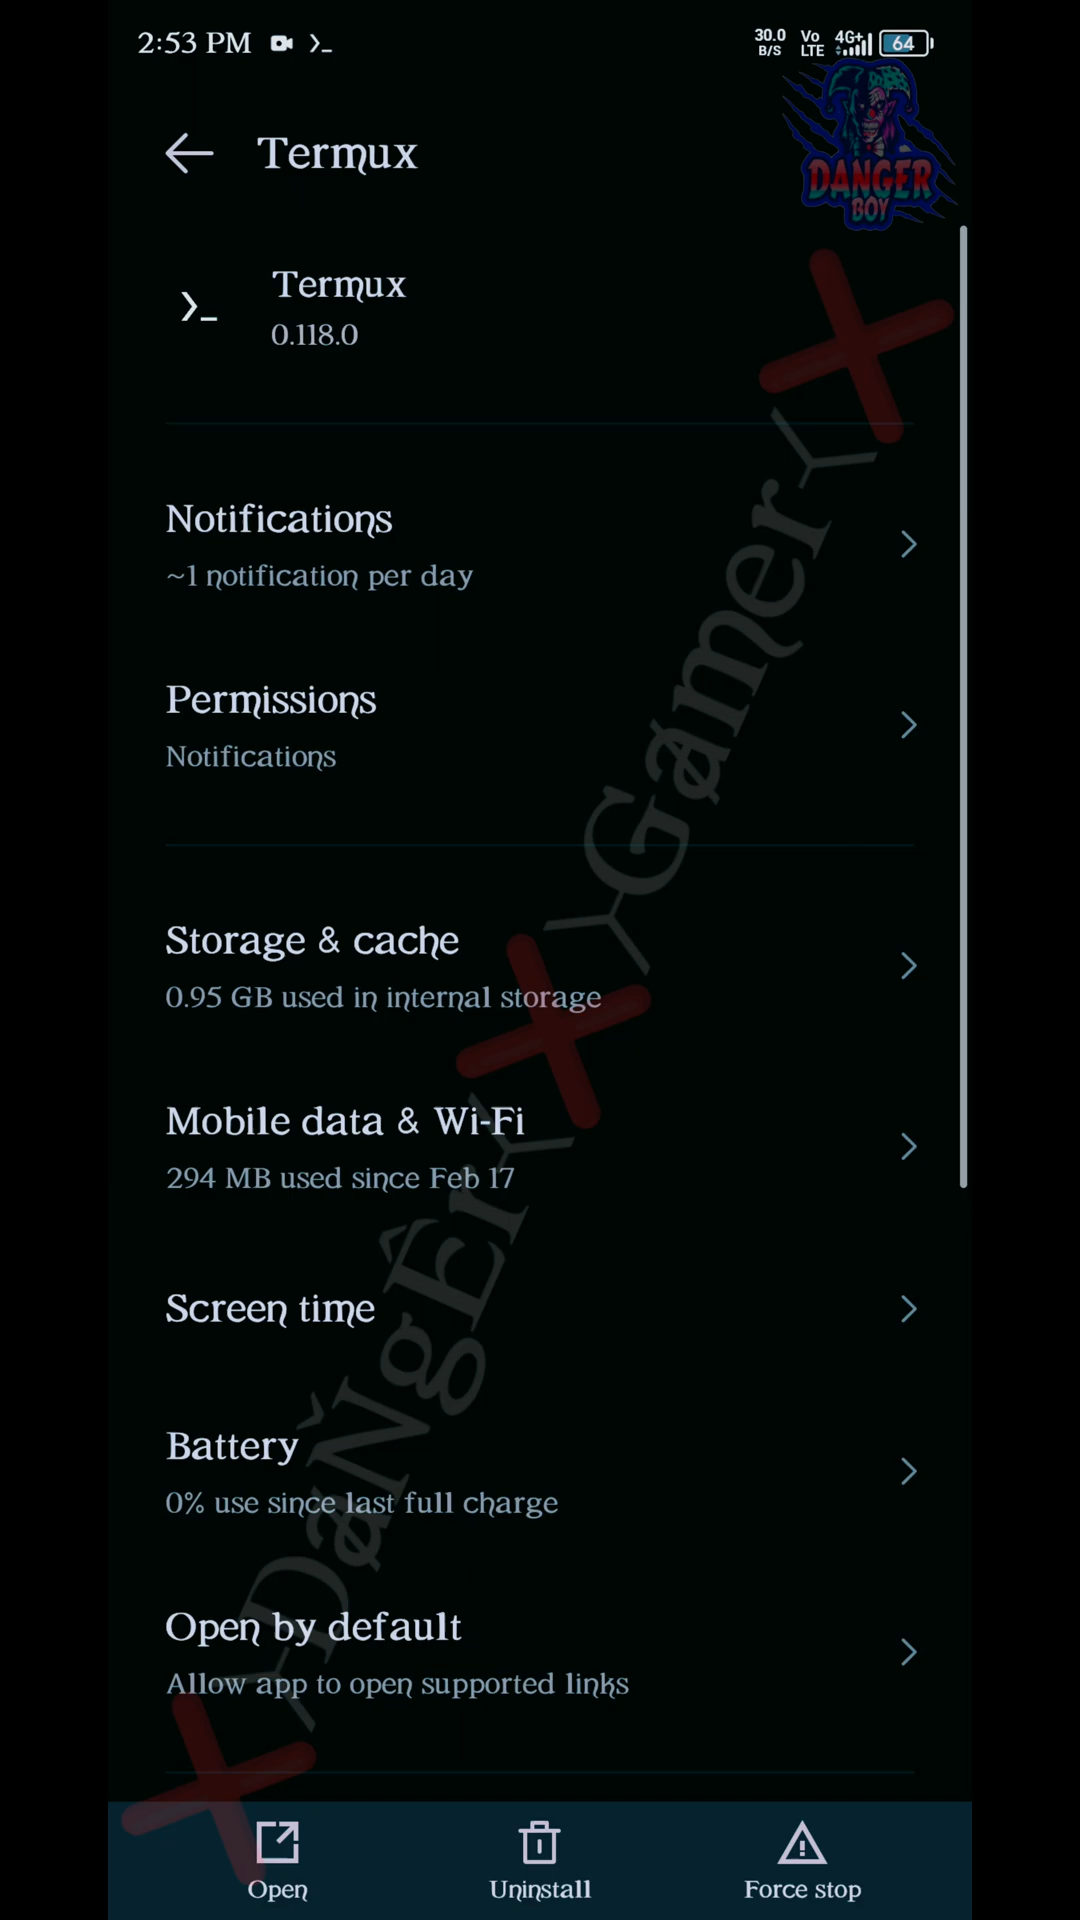 2:53 PM
30.0 B/S
Vo LTE
4G+
64
DANGER
BOY
Termux
Termux
0.118.0
Notifications
~1 notification per day
Permissions
Notifications
Storage & cache
0.95 GB used in internal storage
Mobile data & Wi-Fi
294 MB used since Feb 17
Screen time
Battery
0% use since last full charge
Open by default
Allow app to open supported links
Open
Uninstall
Force stop